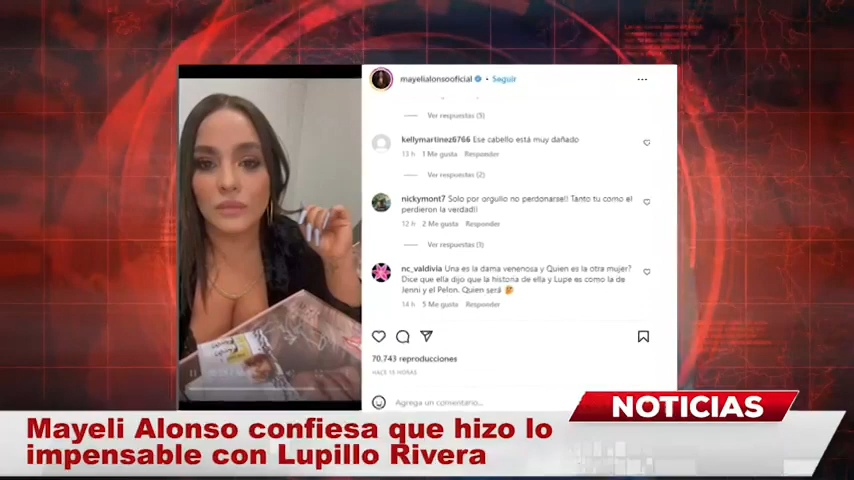 mayelialonsooficial • Seguir
Ver respuestas (5)
kellymartinez6766 Ese cabello está muy dañado
13 h 1 Me gusta Responder
Ver respuestas (2)
nickymont7 Solo por orgullo no perdonarse!! Tanto tu como el
perdieron la verdad!!
12 h 2 Me gusta Responder
Ver respuestas (3)
nc_valdivia Una es la dama venenosa y Quien es la otra mujer?
Dice que ella dijo que la historia de ella y Lupe es como la de
Jenni y el Pelon. Quien será
14 h 5 Me gusta Responder
70.743 reproducciones
HACE 15 HORAS
Agrega un comentario...
NOTICIAS
Mayeli Alonso confiesa que hizo lo
impensable con Lupillo Rivera